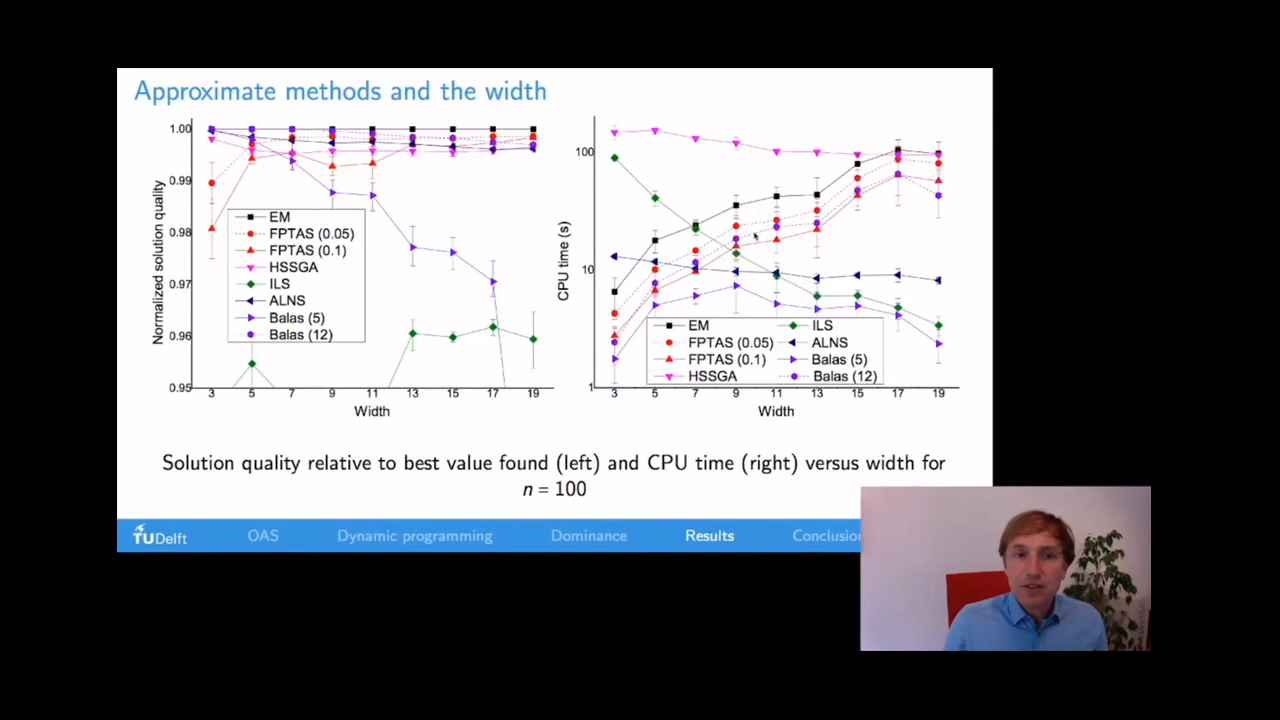 Approximate methods and the width
1.00
0.99
0.98
0.97
0.96
0.95
Normalized solution quality
EM
FPTAS (0.05)
FPTAS (0.1)
HSSGA
ILS
ALNS
Balas (5)
Balas (12)
3 5 7 9 11 13 15 17 19
Width
100
10
1
CPU time (s)
EM
FPTAS (0.05)
FPTAS (0.1)
HSSGA
ILS
ALNS
Balas (5)
Balas (12)
3 5 7 9 11 13 15 17 19
Width
Solution quality relative to best value found (left) and CPU time (right) versus width for
n = 100
TUDelft OAS Dynamic programming Dominance Results Conclusion